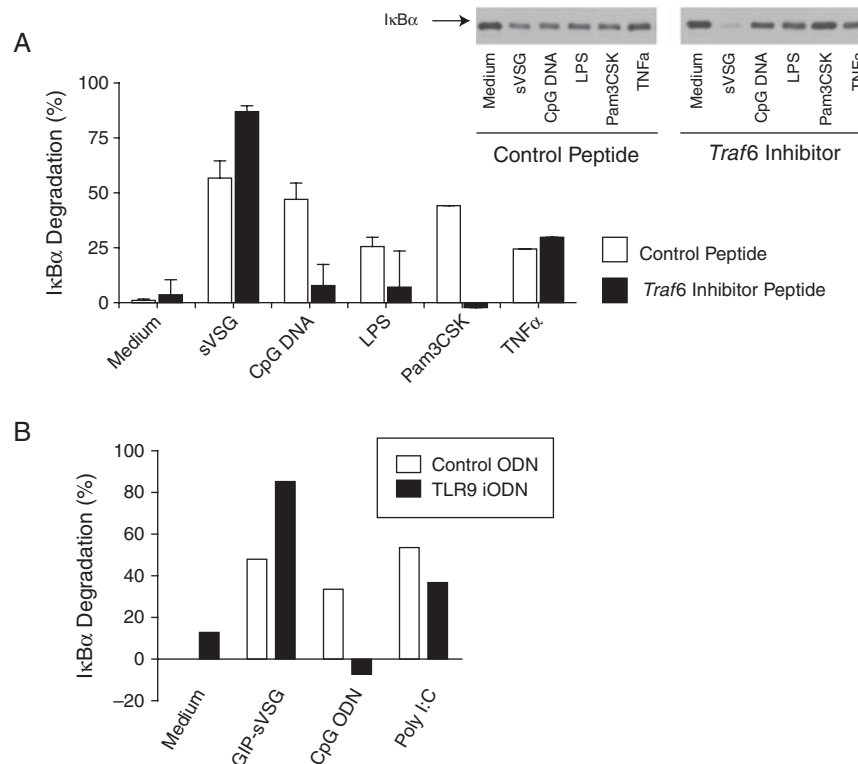 A
IκBα
Medium
sVSG
CpG DNA
LPS
Pam3CSK
TNFa
Control Peptide
Medium
sVSG
CpG DNA
LPS
Pam3CSK
TNFa
Traf6 Inhibitor
IκBα Degradation (%)
100
75
50
25
0
Medium
sVSG
CpG DNA
LPS
Pam3CSK
TNFα
Control Peptide
Traf6 Inhibitor Peptide
B
IκBα Degradation (%)
100
80
60
40
20
0
–20
Medium
GIP-sVSG
CpG ODN
Poly I:C
Control ODN
TLR9 iODN